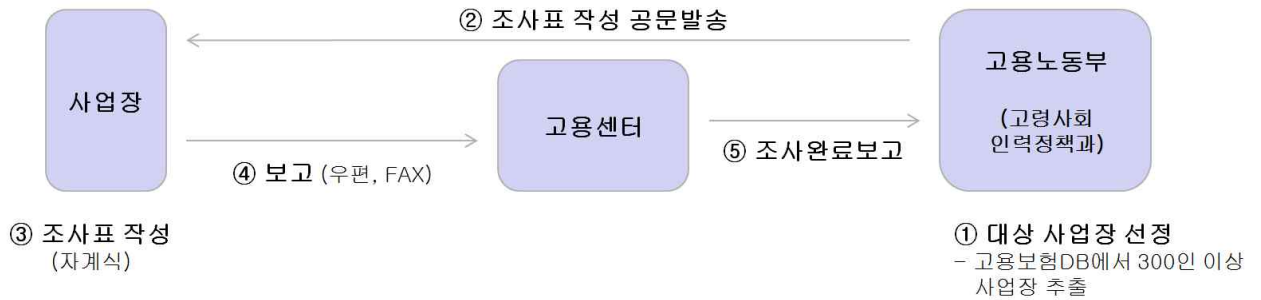 ② 조사표 작성 공문발송
사업장
고용센터
고용노동부
(고령사회
인력정책과)
④ 보고 (우편, FAX)
⑤ 조사완료보고
③ 조사표 작성
(자계식)
① 대상 사업장 선정
- 고용보험DB에서 300인 이상
사업장 추출